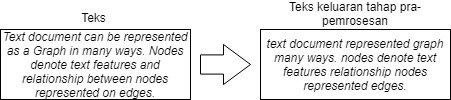 Teks
Text document can be represented
as a Graph in many ways. Nodes
denote text features and
relationship between nodes
represented on edges.
Teks keluaran tahap pra-
pemrosesan
text document represented graph
many ways. nodes denote text
features relationship nodes
represented edges.